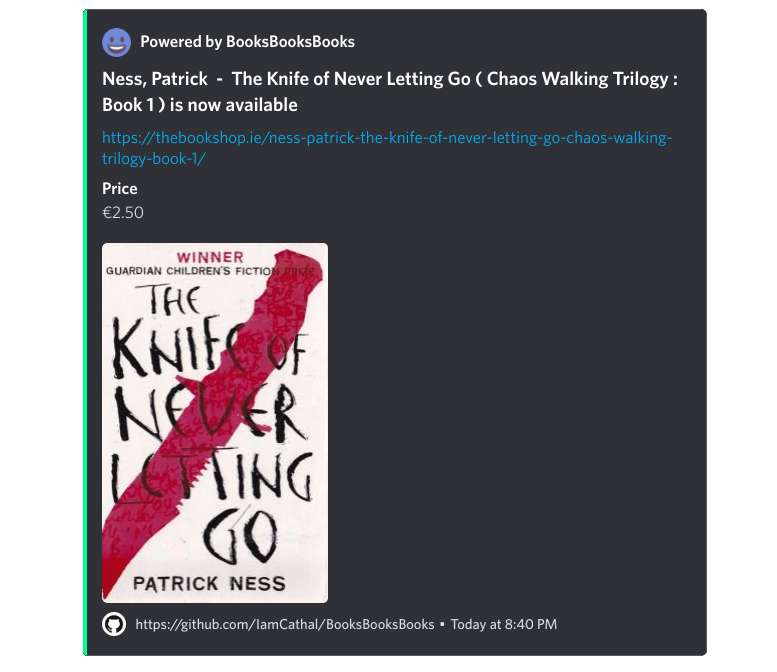 Powered by BooksBooksBooks
Ness, Patrick - The Knife of Never Letting Go ( Chaos Walking Trilogy :
Book 1 ) is now available
https://thebookshop.ie/ness-patrick-the-knife-of-never-letting-go-chaos-walking-
trilogy-book-1/
Price
€2.50
WINNER
GUARDIAN CHILDREN'S FICTION PRIZE
THE
KNIFE OF
NEVER
LETTING
GO
PATRICK NESS
https://github.com/IamCathal/BooksBooksBooks • Today at 8:40 PM